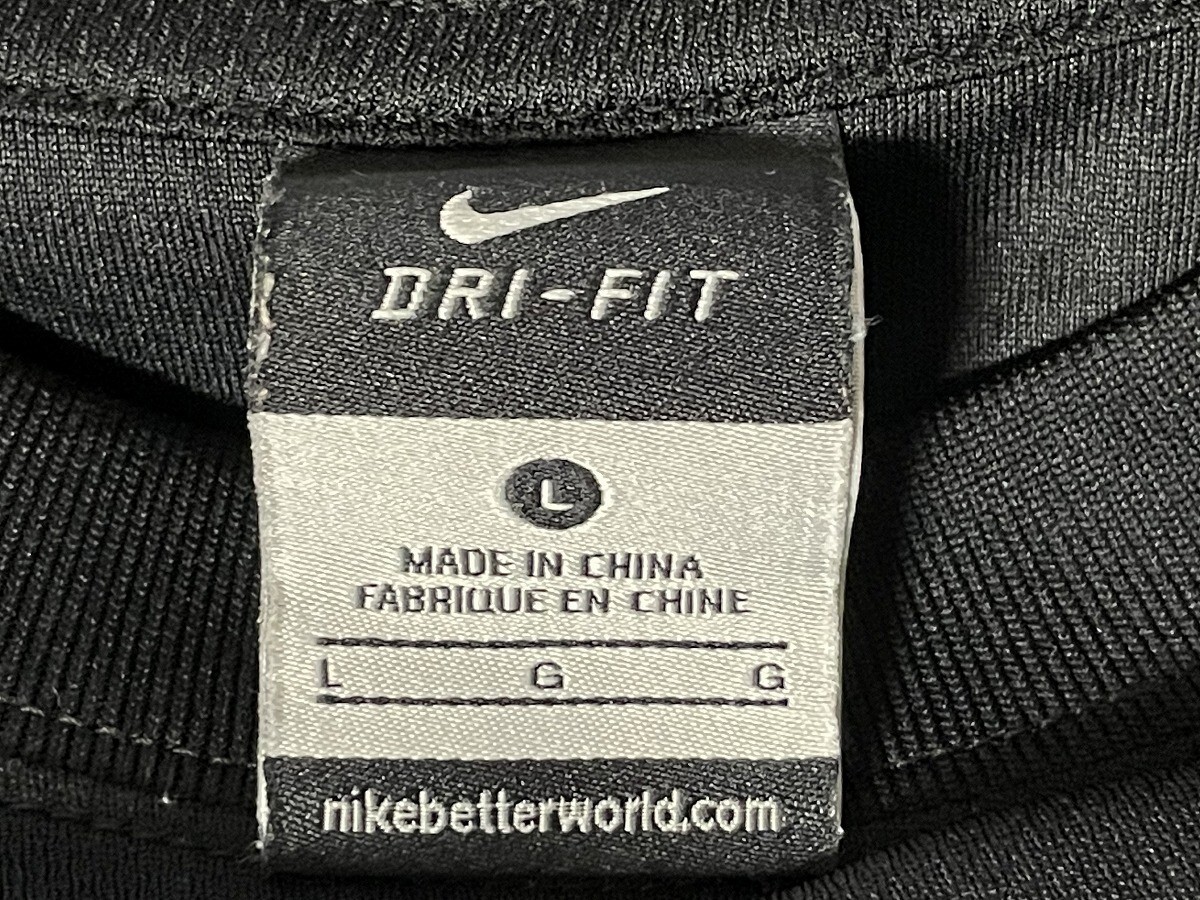 DRI-FIT
L
MADE IN CHINA
FABRIQUE EN CHINE
L G G
nikebetterworld.com